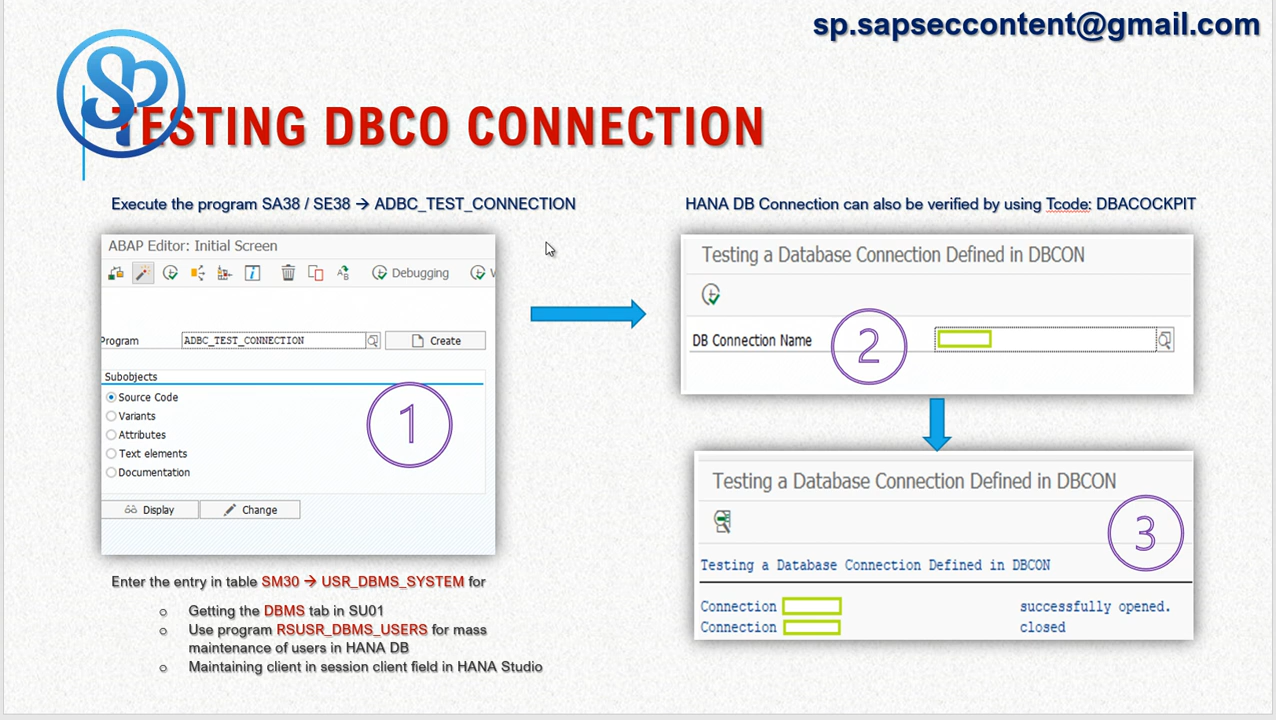 sp.sapseccontent@gmail.com
SP
TESTING DBCO CONNECTION
Execute the program SA38 / SE38 → ADBC_TEST_CONNECTION
ABAP Editor: Initial Screen
Debugging
Program ADBC_TEST_CONNECTION Create
Subobjects
Source Code
Variants
Attributes
Text elements
Documentation
1
Display Change
Enter the entry in table SM30 → USR_DBMS_SYSTEM for
o Getting the DBMS tab in SU01
o Use program RSUSR_DBMS_USERS for mass
maintenance of users in HANA DB
o Maintaining client in session client field in HANA Studio
HANA DB Connection can also be verified by using Tcode: DBACOCKPIT
Testing a Database Connection Defined in DBCON
DB Connection Name
2
Testing a Database Connection Defined in DBCON
3
Testing a Database Connection Defined in DBCON
Connection successfully opened.
Connection closed